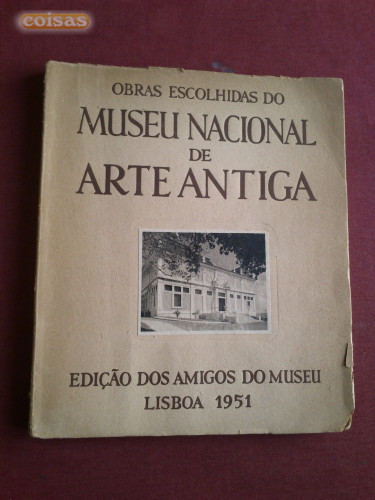 coisas
OBRAS ESCOLHIDAS DO
MUSEU NACIONAL
DE
ARTE ANTIGA
EDIÇÃO DOS AMIGOS DO MUSEU
LISBOA 1951